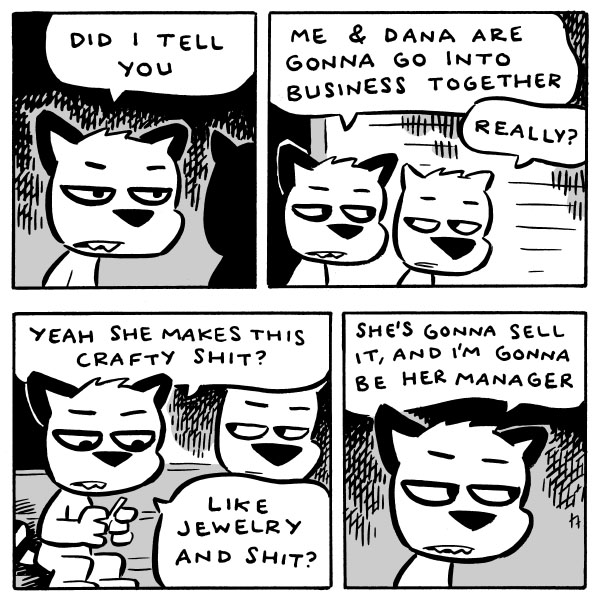 DID I TELL
YOU
ME & DANA ARE
GONNA GO INTO
BUSINESS TOGETHER
REALLY?
YEAH SHE MAKES THIS
CRAFTY SHIT?
LIKE
JEWELRY
AND SHIT?
SHE'S GONNA SELL
IT, AND I'M GONNA
BE HER MANAGER